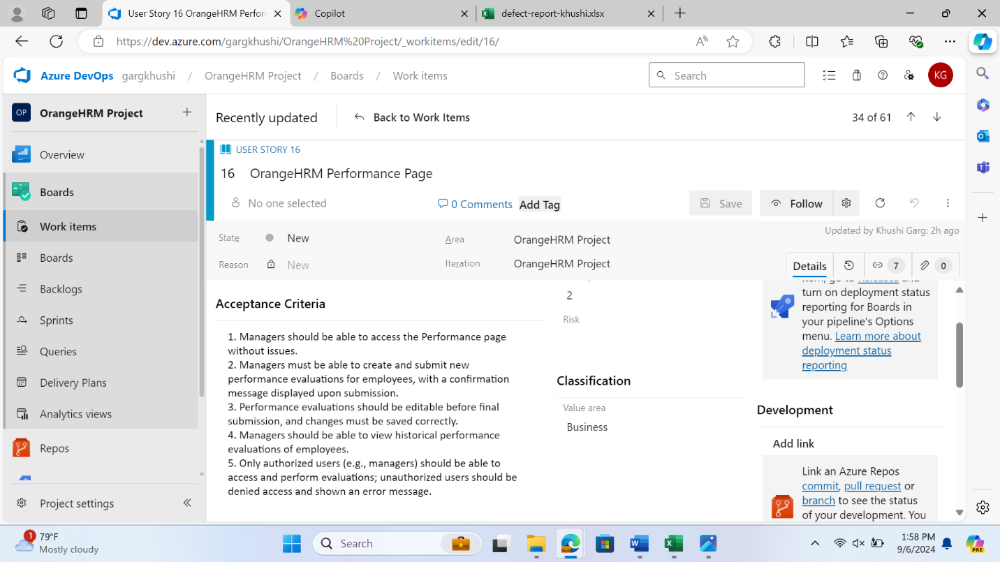 User Story 16 OrangeHRM Perfor
Copilot
defect-report-khushi.xlsx
https://dev.azure.com/gargkhushi/OrangeHRM%20Project/_workitems/edit/16/
Azure DevOps gargkhushi / OrangeHRM Project / Boards / Work items
Search
KG
OP OrangeHRM Project
Overview
Boards
Work items
Boards
Backlogs
Sprints
Queries
Delivery Plans
Analytics views
Repos
Project settings
Recently updated
Back to Work Items
34 of 61
USER STORY 16
16 OrangeHRM Performance Page
No one selected
0 Comments
Add Tag
Save
Follow
State New
Reason New
Area OrangeHRM Project
Iteration OrangeHRM Project
Updated by Khushi Garg: 2h ago
Details
7
0
Acceptance Criteria
1. Managers should be able to access the Performance page
without issues.
2. Managers must be able to create and submit new
performance evaluations for employees, with a confirmation
message displayed upon submission.
3. Performance evaluations should be editable before final
submission, and changes must be saved correctly.
4. Managers should be able to view historical performance
evaluations of employees.
5. Only authorized users (e.g., managers) should be able to
access and perform evaluations; unauthorized users should be
denied access and shown an error message.
2
Risk
Classification
Value area
Business
item, go to Releases and
turn on deployment status
reporting for Boards in
your pipeline's Options
menu. Learn more about
deployment status
reporting
Development
Add link
Link an Azure Repos
commit, pull request or
branch to see the status
of your development. You
1
79°F
Mostly cloudy
Search
1:58 PM
9/6/2024
PRE